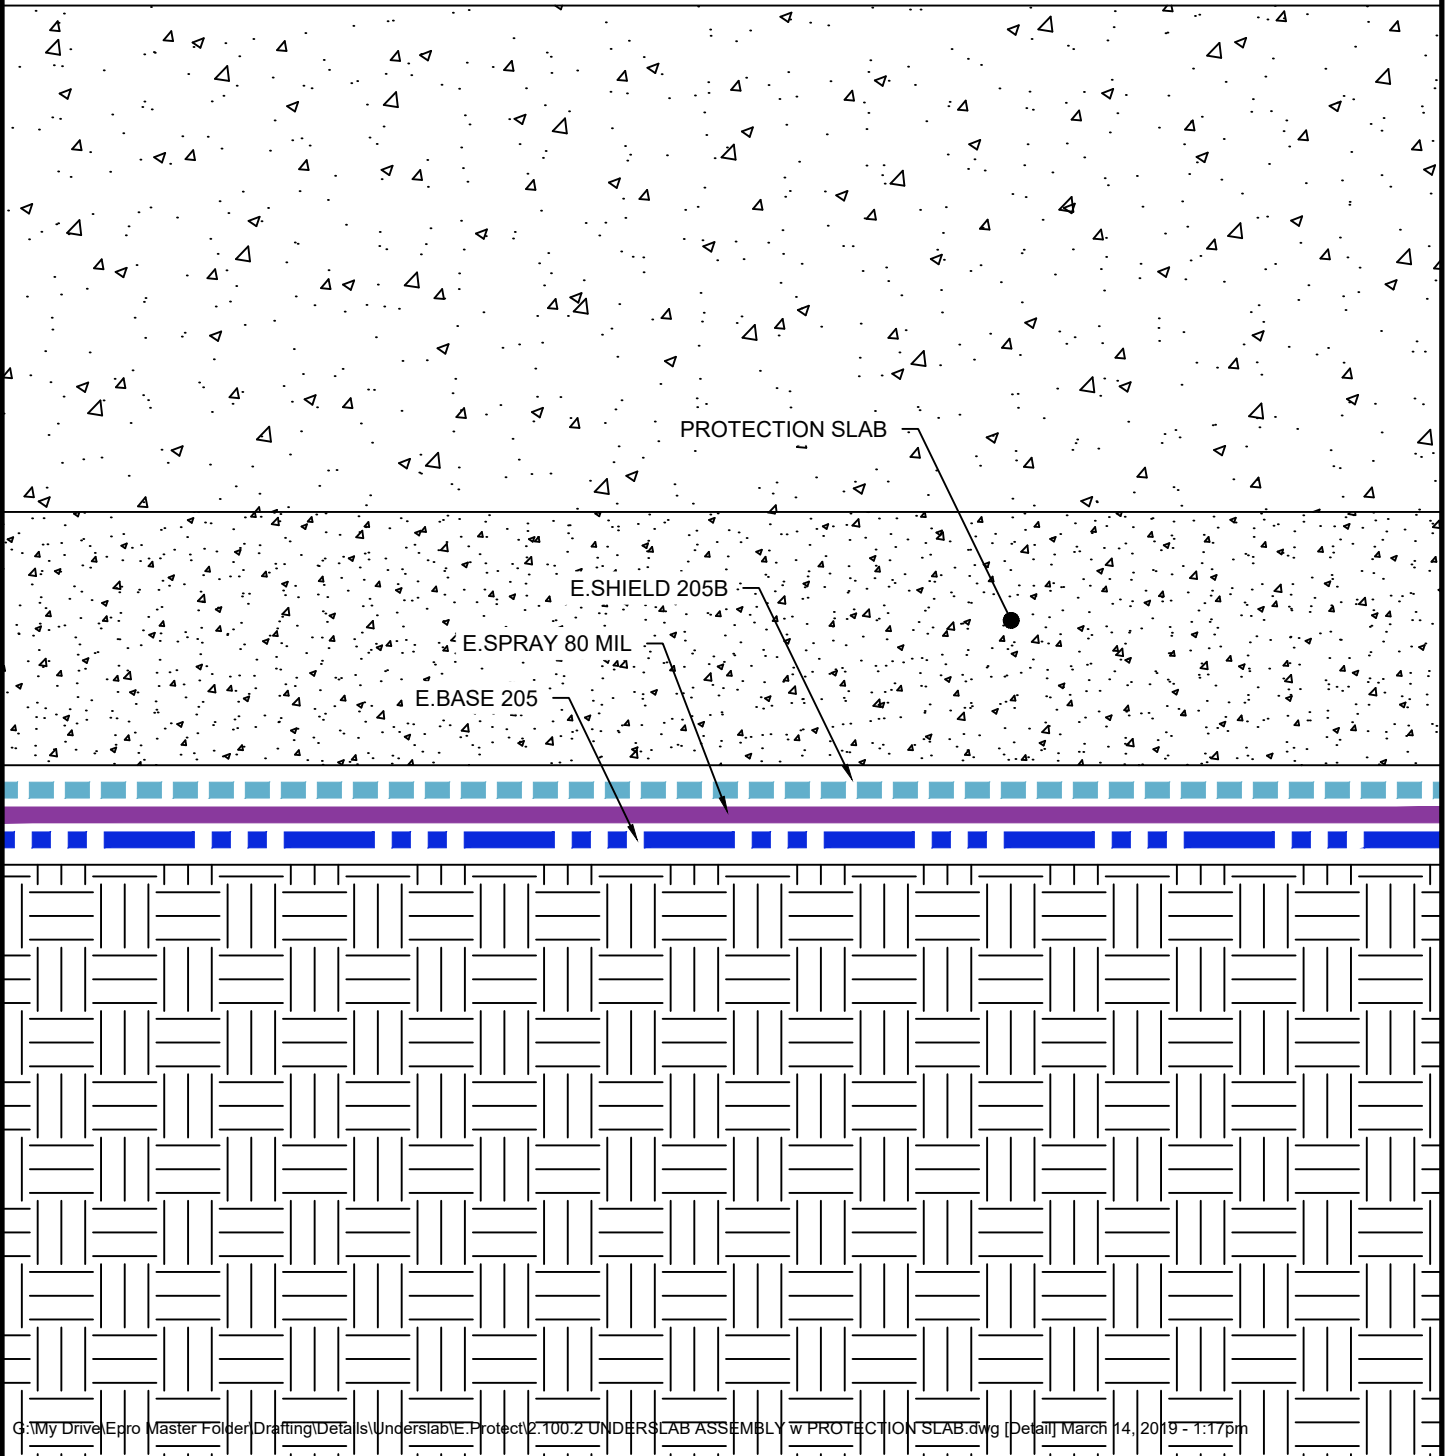 PROTECTION SLAB
E.SHIELD 205B
E.SPRAY 80 MIL
E.BASE 205
G:\My Drive\Epro Master Folder\Drafting\Details\Underslab\E.Protect\2.100.2 UNDERSLAB ASSEMBLY w PROTECTION SLAB.dwg [Detail] March 14, 2019 - 1:17pm